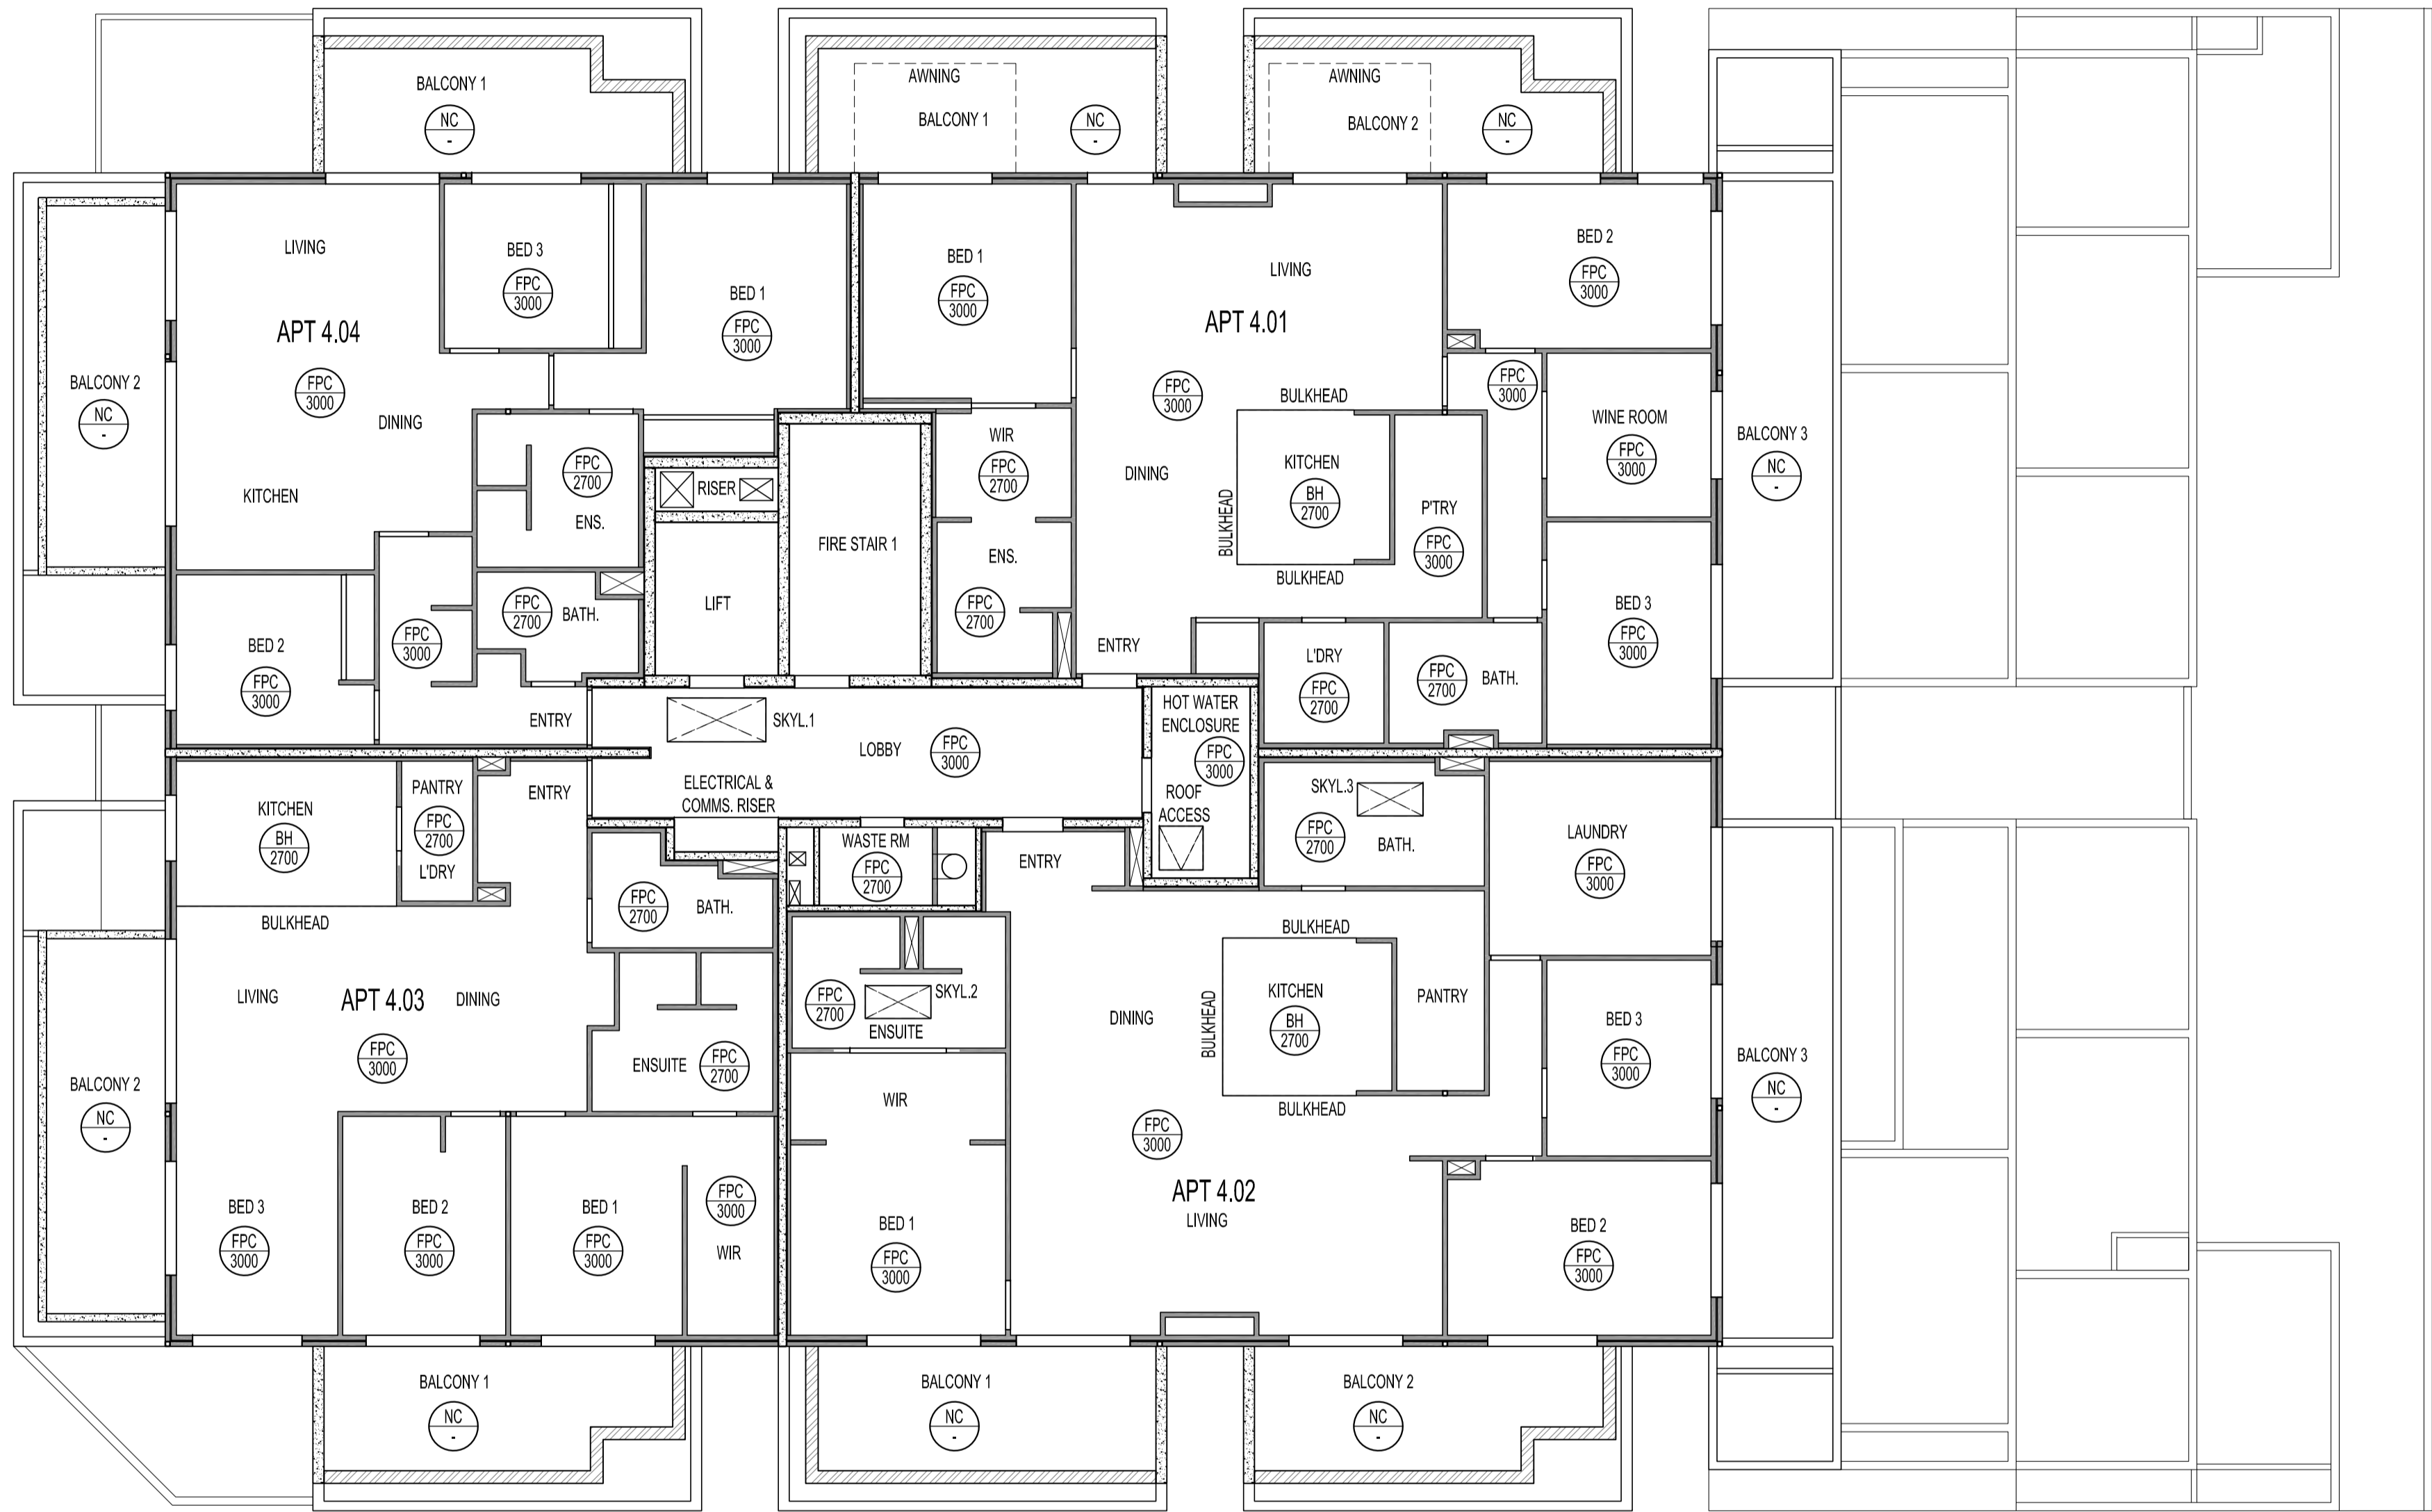 BALCONY 1
NC
-
AWNING
BALCONY 1
NC
-
AWNING
BALCONY 2
NC
-
LIVING
BED 3
FPC
3000
BED 1
FPC
3000
APT 4.04
FPC
3000
DINING
KITCHEN
BALCONY 2
NC
-
FPC
2700
ENS.
RISER
LIFT
FIRE STAIR 1
FPC
2700
BATH.
FPC
3000
BED 2
FPC
3000
ENTRY
BED 1
FPC
3000
WIR
FPC
2700
ENS.
FPC
2700
LIVING
APT 4.01
FPC
3000
DINING
BULKHEAD
KITCHEN
BH
2700
BULKHEAD
BULKHEAD
P'TRY
FPC
3000
ENTRY
BED 2
FPC
3000
FPC
3000
WINE ROOM
FPC
3000
BED 3
FPC
3000
BALCONY 3
NC
-
L'DRY
FPC
2700
FPC
2700
BATH.
SKYL.1
LOBBY
FPC
3000
ELECTRICAL &
COMMS. RISER
HOT WATER
ENCLOSURE
FPC
3000
ROOF
ACCESS
KITCHEN
BH
2700
PANTRY
FPC
2700
L'DRY
ENTRY
BULKHEAD
FPC
2700
BATH.
WASTE RM
FPC
2700
ENTRY
SKYL.3
FPC
2700
BATH.
LAUNDRY
FPC
3000
LIVING
APT 4.03
DINING
FPC
3000
ENSUITE
FPC
2700
BALCONY 2
NC
-
BED 3
FPC
3000
BED 2
FPC
3000
BED 1
FPC
3000
FPC
3000
WIR
FPC
2700
SKYL.2
ENSUITE
WIR
BED 1
FPC
3000
DINING
BULKHEAD
KITCHEN
BH
2700
BULKHEAD
BULKHEAD
PANTRY
FPC
3000
APT 4.02
LIVING
BED 3
FPC
3000
BED 2
FPC
3000
BALCONY 3
NC
-
BALCONY 1
NC
-
BALCONY 1
NC
-
BALCONY 2
NC
-